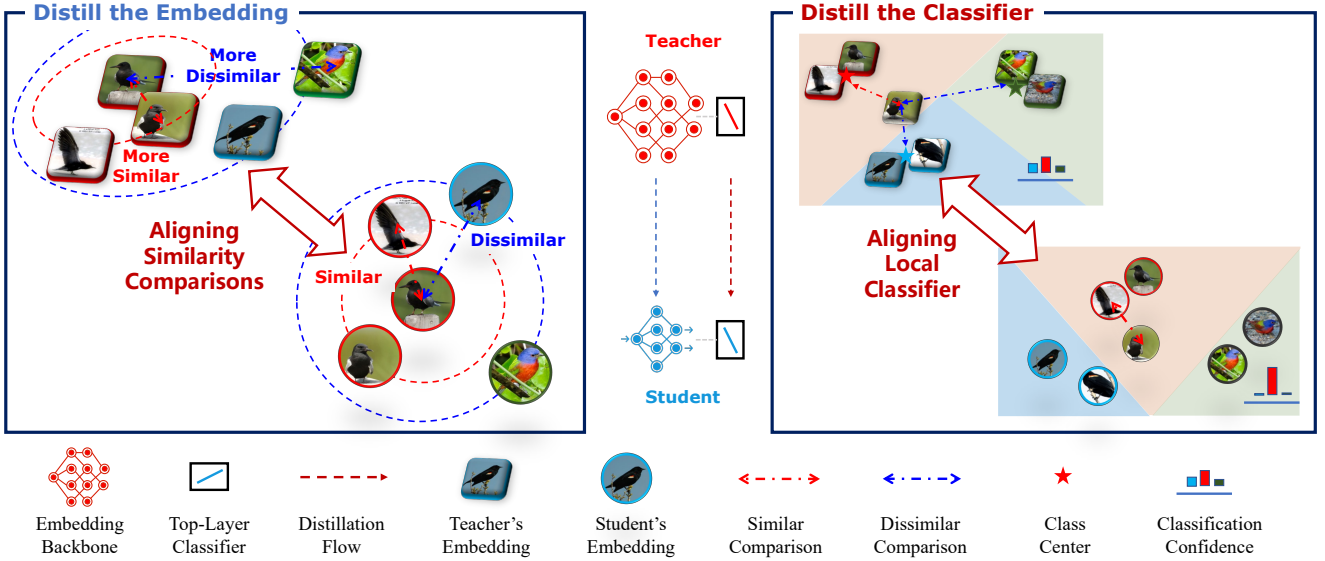 Distill the Embedding
More
Dissimilar
More
Similar
Aligning
Similarity
Comparisons
Similar
Dissimilar
Teacher
Student
Distill the Classifier
Aligning
Local
Classifier
Embedding
Backbone
Top-Layer
Classifier
Distillation
Flow
Teacher's
Embedding
Student's
Embedding
Similar
Comparison
Dissimilar
Comparison
Class
Center
Classification
Confidence